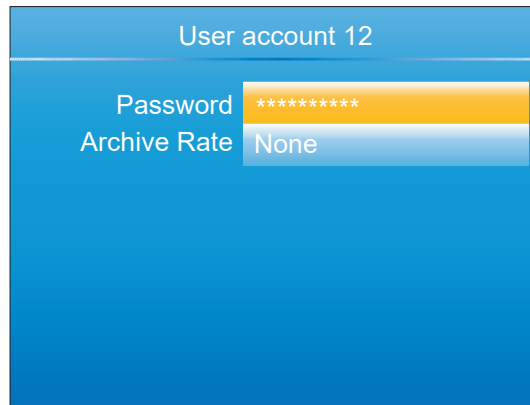 User account 12
Password **********
Archive Rate None